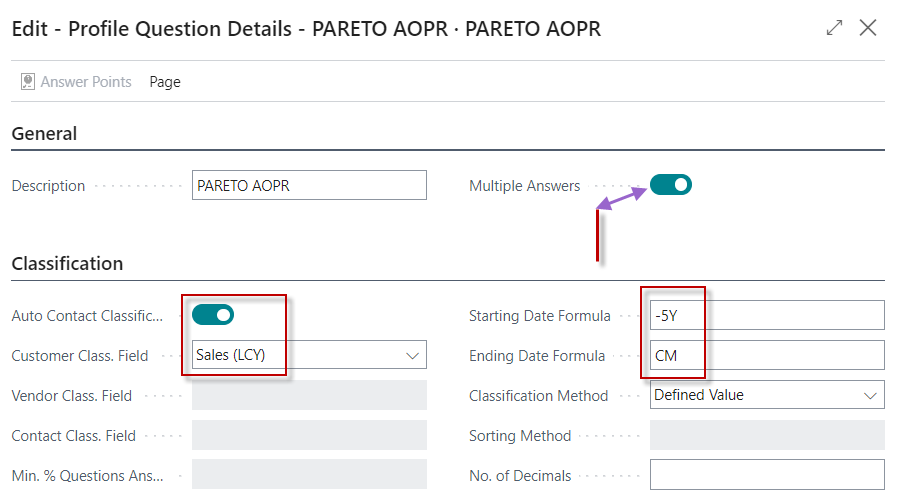 Edit - Profile Question Details - PARETO AOPR · PARETO AOPR
Answer Points Page
General
Description PARETO AOPR Multiple Answers
Classification
Auto Contact Classific... Starting Date Formula -5Y
Customer Class. Field Sales (LCY) Ending Date Formula CM
Vendor Class. Field Classification Method Defined Value
Contact Class. Field Sorting Method
Min. % Questions Ans... No. of Decimals